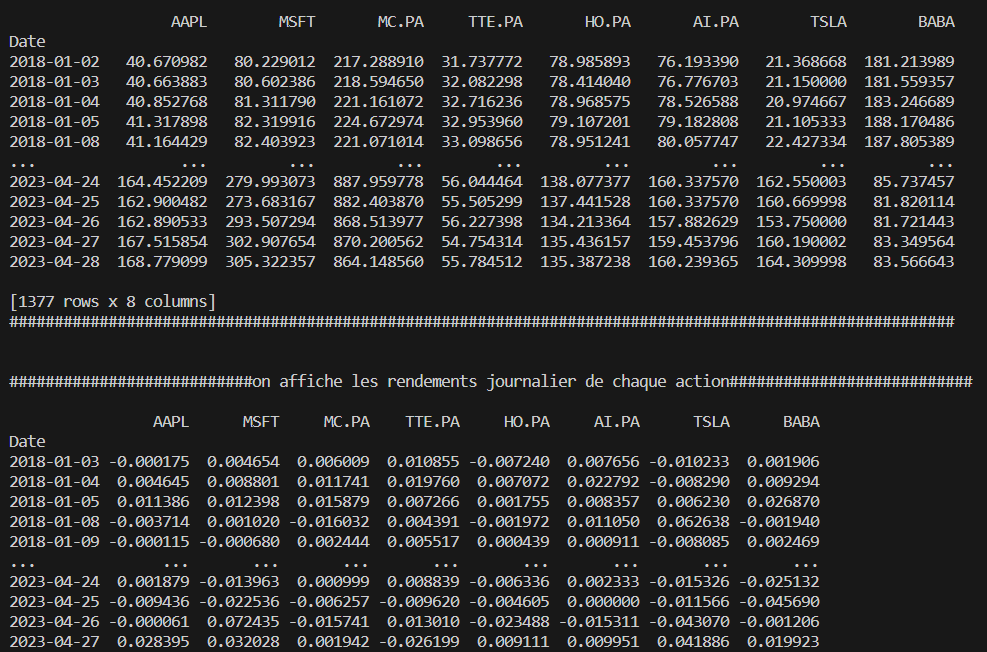 AAPL MSFT MC.PA TTE.PA HO.PA AI.PA TSLA BABA
Date
2018-01-02 40.670982 80.229012 217.288910 31.737772 78.985893 76.193390 21.368668 181.213989
2018-01-03 40.663883 80.602386 218.594650 32.082298 78.414040 76.776703 21.150000 181.559357
2018-01-04 40.852768 81.311790 221.161072 32.716236 78.968575 78.526588 20.974667 183.246689
2018-01-05 41.317898 82.319916 224.672974 32.953960 79.107201 79.182808 21.105333 188.170486
2018-01-08 41.164429 82.403923 221.071014 33.098656 78.951241 80.057747 22.427334 187.805389
... ... ... ... ... ... ... ... ...
2023-04-24 164.452209 279.993073 887.959778 56.044464 138.077377 160.337570 162.550003 85.737457
2023-04-25 162.900482 273.683167 882.403870 55.505299 137.441528 160.337570 160.669998 81.820114
2023-04-26 162.890533 293.507294 868.513977 56.227398 134.213364 157.882629 153.750000 81.721443
2023-04-27 167.515854 302.907654 870.200562 54.754314 135.436157 159.453796 160.190002 83.349564
2023-04-28 168.779099 305.322357 864.148560 55.784512 135.387238 160.239365 164.309998 83.566643
[1377 rows x 8 columns]
#########################################################################################################
###########################on affiche les rendements journalier de chaque action###########################
AAPL MSFT MC.PA TTE.PA HO.PA AI.PA TSLA BABA
Date
2018-01-03 -0.000175 0.004654 0.006009 0.010855 -0.007240 0.007656 -0.010233 0.001906
2018-01-04 0.004645 0.008801 0.011741 0.019760 0.007072 0.022792 -0.008290 0.009294
2018-01-05 0.011386 0.012398 0.015879 0.007266 0.001755 0.008357 0.006230 0.026870
2018-01-08 -0.003714 0.001020 -0.016032 0.004391 -0.001972 0.011050 0.062638 -0.001940
2018-01-09 -0.000115 -0.000680 0.002444 0.005517 0.000439 0.000911 -0.008085 0.002469
... ... ... ... ... ... ... ... ...
2023-04-24 0.001879 -0.013963 0.000999 0.008839 -0.006336 0.002333 -0.015326 -0.025132
2023-04-25 -0.009436 -0.022536 -0.006257 -0.009620 -0.004605 0.000000 -0.011566 -0.045690
2023-04-26 -0.000061 0.072435 -0.015741 0.013010 -0.023488 -0.015311 -0.043070 -0.001206
2023-04-27 0.028395 0.032028 0.001942 -0.026199 0.009111 0.009951 0.041886 0.019923